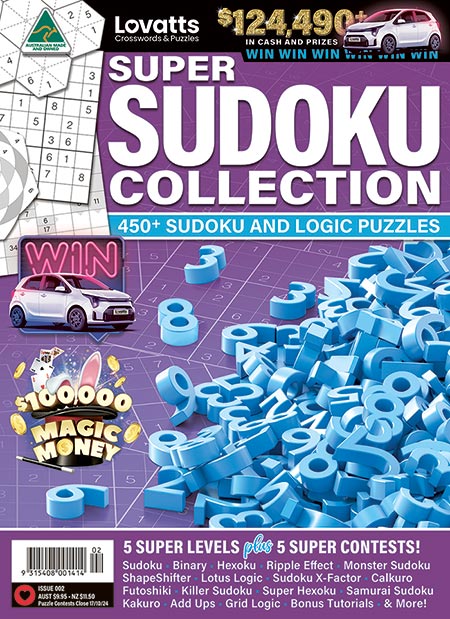 AUSTRALIAN MADE
AND OWNED
Lovatts
Crosswords & Puzzles
$124,490+
IN CASH AND PRIZES
WIN WIN WIN WIN WIN WIN
SUPER
SUDOKU
COLLECTION
450+ SUDOKU AND LOGIC PUZZLES
WIN
$100,000
MAGIC
MONEY
5 SUPER LEVELS plus 5 SUPER CONTESTS!
Sudoku • Binary • Hexoku • Ripple Effect • Monster Sudoku
ShapeShifter • Lotus Logic • Sudoku X-Factor • Calkuro
Futoshiki • Killer Sudoku • Super Hexoku • Samurai Sudoku
Kakuro • Add Ups • Grid Logic • Bonus Tutorials • & More!
02
9 315408 001414
ISSUE 002
AUST $9.95 • NZ $11.50
Puzzle Contests Close 17/10/24